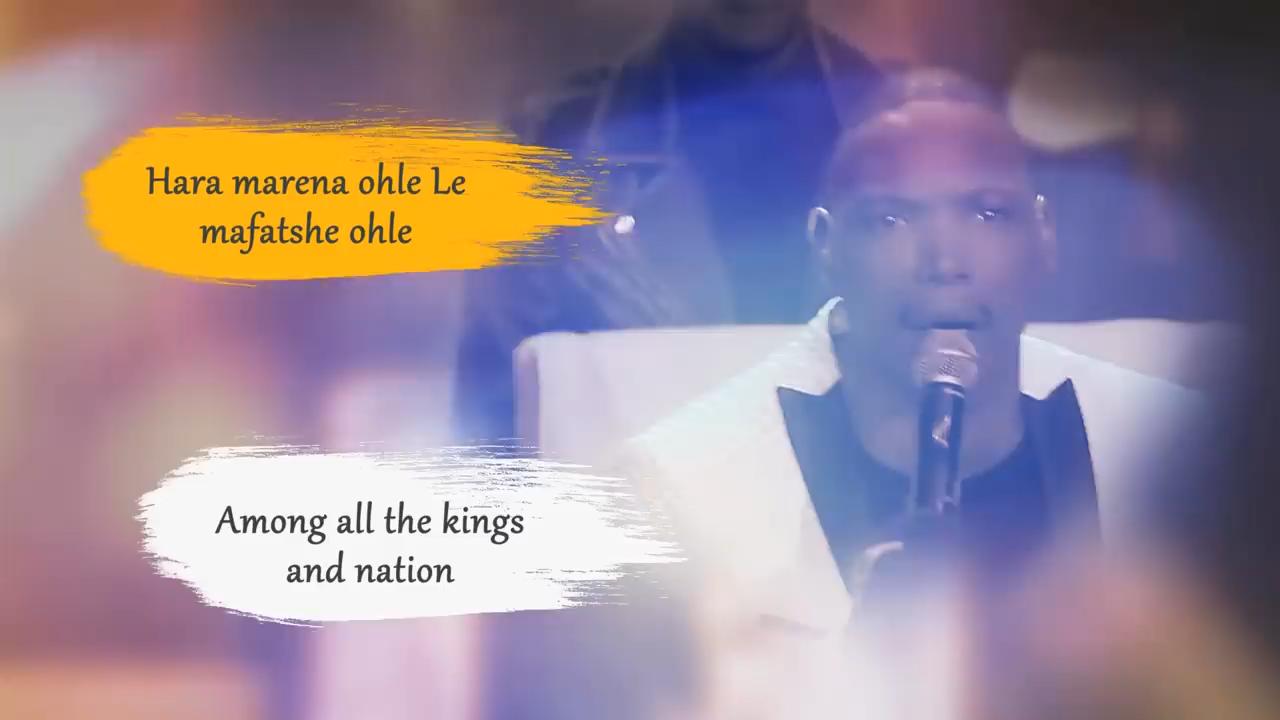 Hara marena ohle Le
mafatshe ohle
Among all the kings
and nation